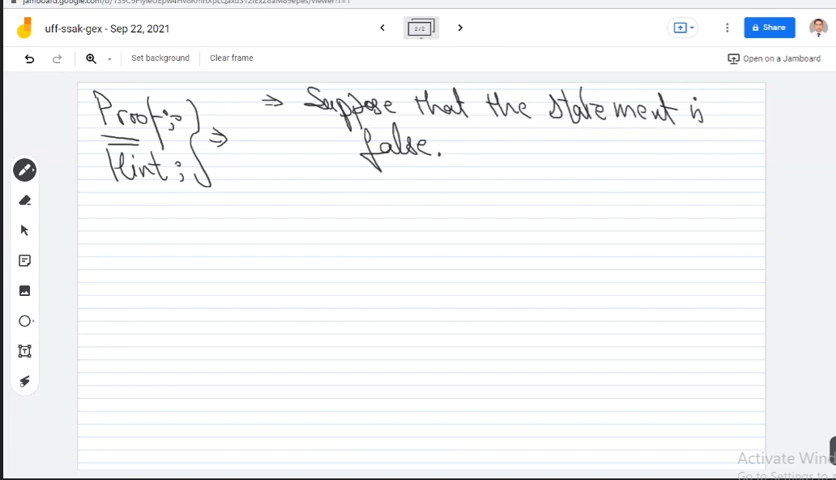 uff-ssak-gex - Sep 22, 2021
2/2
Share
Set background
Clear frame
Open on a Jamboard
Proof:
Hint:
⇒
⇒ Suppose that the statement is
false.
Activate Win